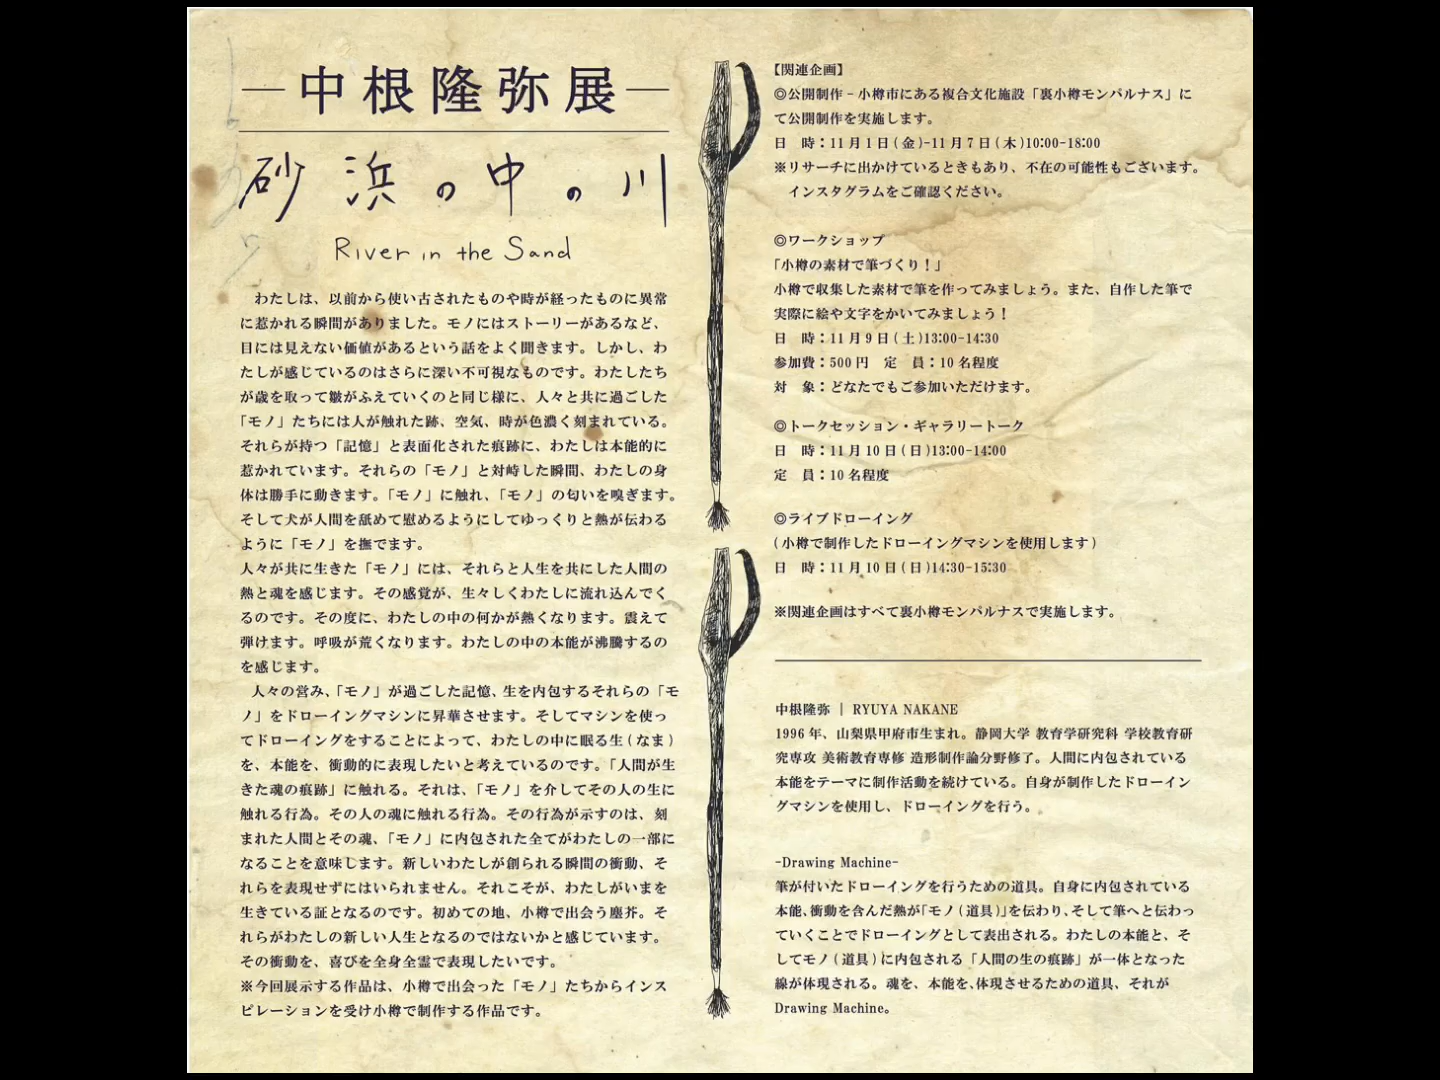 中根隆弥展
砂浜の中の川
River in the Sand
わたしは、以前から使い古されたものや時が経ったものに異常
に惹かれる瞬間がありました。モノにはストーリーがあるなど、
目には見えない価値があるという話をよく聞きます。しかし、わ
たしが感じているのはさらに深い不可視なものです。わたしたち
が歳を取って皺がふえていくのと同じ様に、人々と共に過ごした
「モノ」たちには人が触れた跡、空気、時が色濃く刻まれている。
それらが持つ「記憶」と表面化された痕跡に、わたしは本能的に
惹かれています。それらの「モノ」と対峙した瞬間、わたしの身
体は勝手に動きます。「モノ」に触れ、「モノ」の匂いを嗅ぎます。
そして犬が人間を舐めて慰めるようにしてゆっくりと熱が伝わる
ように「モノ」を撫でます。
人々が共に生きた「モノ」には、それらと人生を共にした人間の
熱と魂を感じます。その感覚が、生々しくわたしに流れ込んでく
るのです。その度に、わたしの中の何かが熱くなります。震えて
弾けます。呼吸が荒くなります。わたしの中の本能が沸騰するの
を感じます。
人々の営み、「モノ」が過ごした記憶、生を内包するそれらの「モ
ノ」をドローイングマシンに昇華させます。そしてマシンを使っ
てドローイングをすることによって、わたしの中に眠る生(なま)
を、本能を、衝動的に表現したいと考えているのです。「人間が生
きた魂の痕跡」に触れる。それは、「モノ」を介してその人の生に
触れる行為。その人の魂に触れる行為。その行為が示すのは、刻
まれた人間とその魂、「モノ」に内包された全てがわたしの一部に
なることを意味します。新しいわたしが創られる瞬間の衝動、そ
れらを表現せずにはいられません。それこそが、わたしがいまを
生きている証となるのです。初めての地、小樽で出会う塵芥。そ
れらがわたしの新しい人生となるのではないかと感じています。
その衝動を、喜びを全身全霊で表現したいです。
※今回展示する作品は、小樽で出会った「モノ」たちからインス
ピレーションを受け小樽で制作する作品です。
【関連企画】
◎公開制作－小樽市にある複合文化施設「裏小樽モンパルナス」に
て公開制作を実施します。
日　時：11月1日(金)-11月7日(木)10:00-18:00
※リサーチに出かけているときもあり、不在の可能性もございます。
インスタグラムをご確認ください。
◎ワークショップ
「小樽の素材で筆づくり！」
小樽で収集した素材で筆を作ってみましょう。また、自作した筆で
実際に絵や文字をかいてみましょう！
日　時：11月9日(土)13:00-14:30
参加費：500円　定　員：10名程度
対　象：どなたでもご参加いただけます。
◎トークセッション・ギャラリートーク
日　時：11月10日(日)13:00-14:00
定　員：10名程度
◎ライブドローイング
(小樽で制作したドローイングマシンを使用します)
日　時：11月10日(日)14:30-15:30
※関連企画はすべて裏小樽モンパルナスで実施します。
中根隆弥 | RYUYA NAKANE
1996年、山梨県甲府市生まれ。静岡大学 教育学研究科 学校教育研
究専攻 美術教育専修 造形制作論分野修了。人間に内包されている
本能をテーマに制作活動を続けている。自身が制作したドローイン
グマシンを使用し、ドローイングを行う。
-Drawing Machine-
筆が付いたドローイングを行うための道具。自身に内包されている
本能、衝動を含んだ熱が「モノ(道具)」を伝わり、そして筆へと伝わっ
ていくことでドローイングとして表出される。わたしの本能と、そ
してモノ(道具)に内包される「人間の生の痕跡」が一体となった
線が体現される。魂を、本能を、体現させるための道具、それが
Drawing Machine。